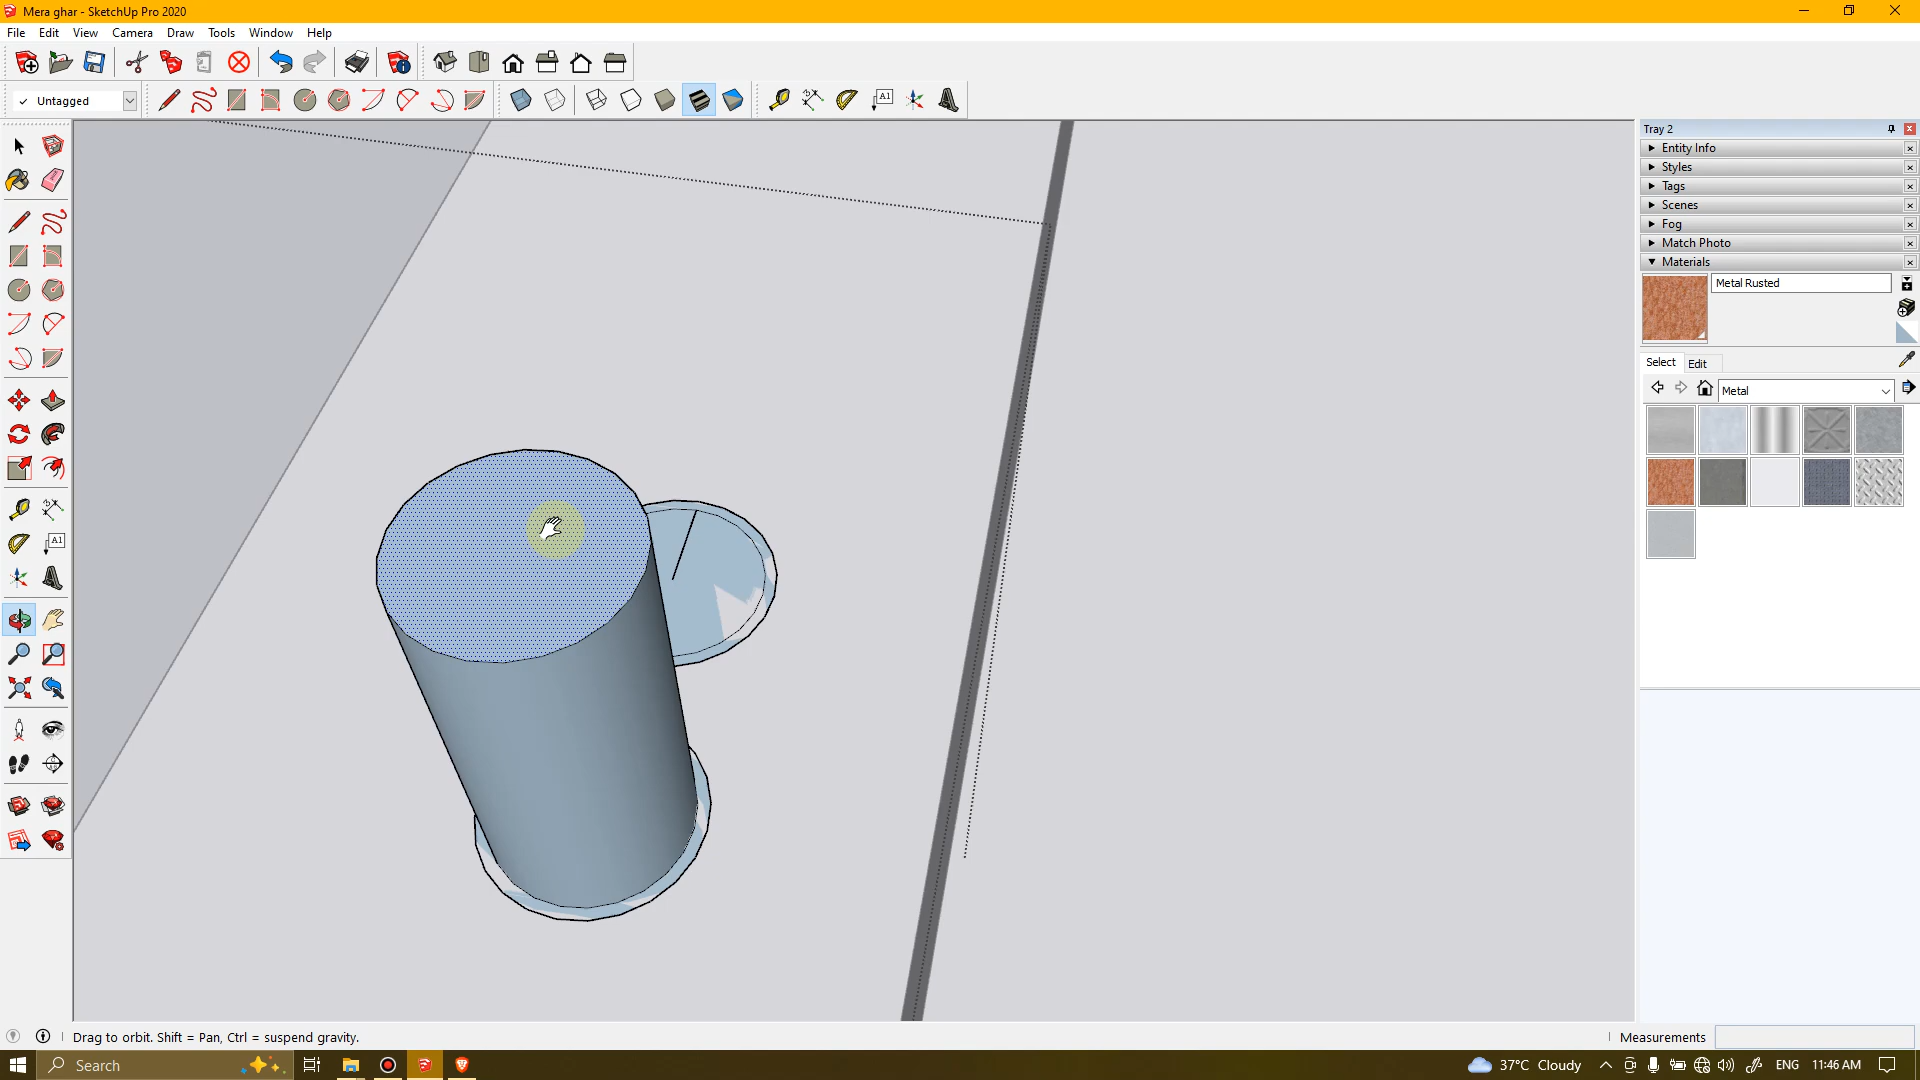 Mera ghar - SketchUp Pro 2020
File Edit View Camera Draw Tools Window Help
✓ Untagged
A1
Tray 2
Entity Info
Styles
Tags
Scenes
Fog
Match Photo
Materials
Metal Rusted
Select Edit
Metal
A1
Drag to orbit. Shift = Pan, Ctrl = suspend gravity.
Measurements
Search
37°C Cloudy
ENG
11:46 AM